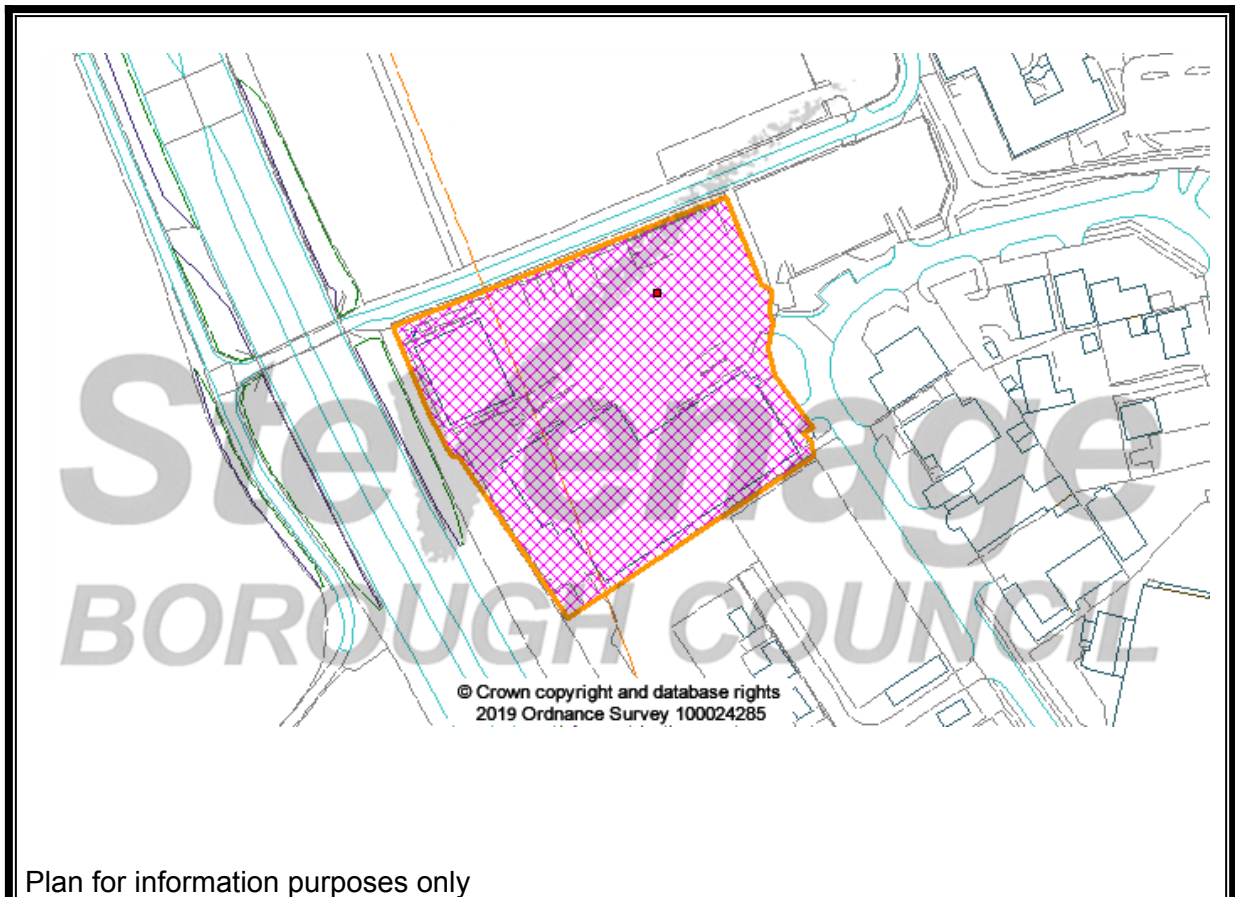 Stevenage
BOROUGH COUNCIL
© Crown copyright and database rights
2019 Ordnance Survey 100024285
Plan for information purposes only